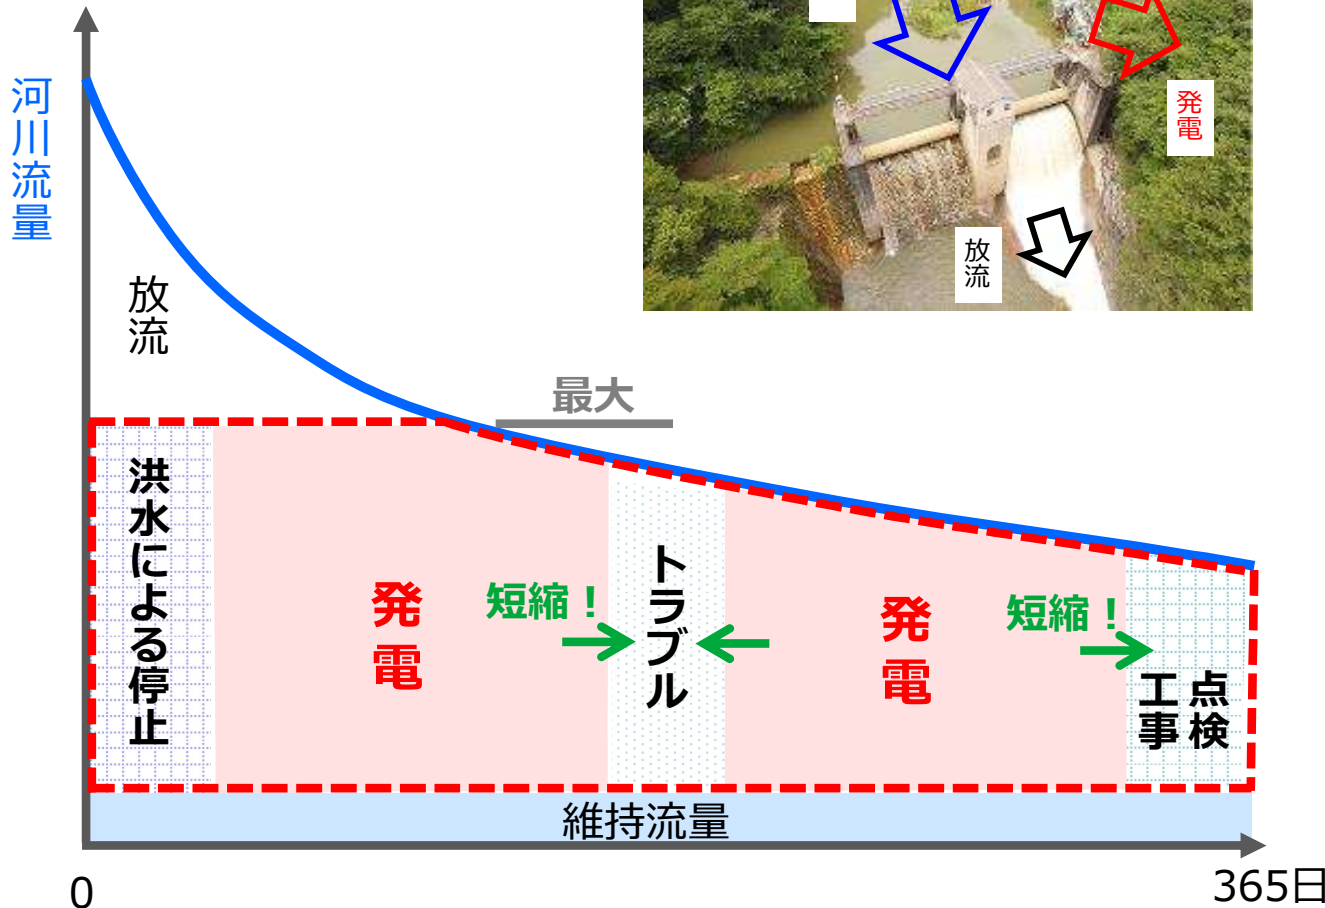 河川流量
放流
最大
発電
放流
洪水による停止
発電
短縮！
トラブル
発電
短縮！
点検
工事
維持流量
0
365日